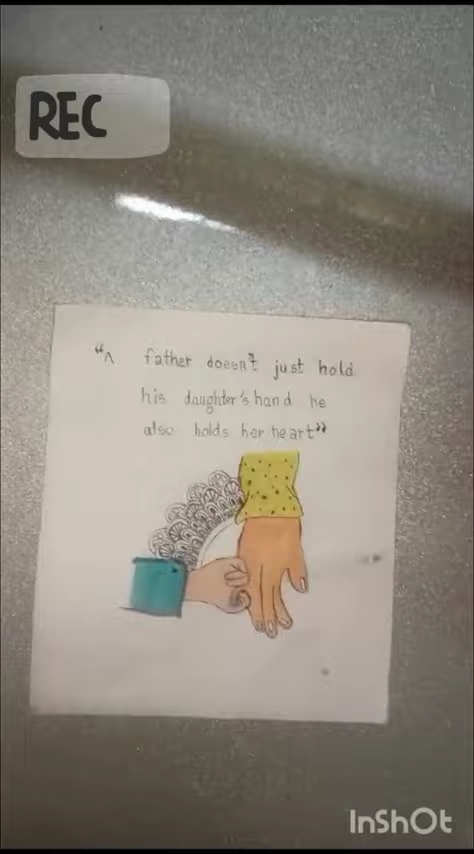 REC
“A father doesn't just hold
his daughter's hand he
also holds her heart”
InShOt